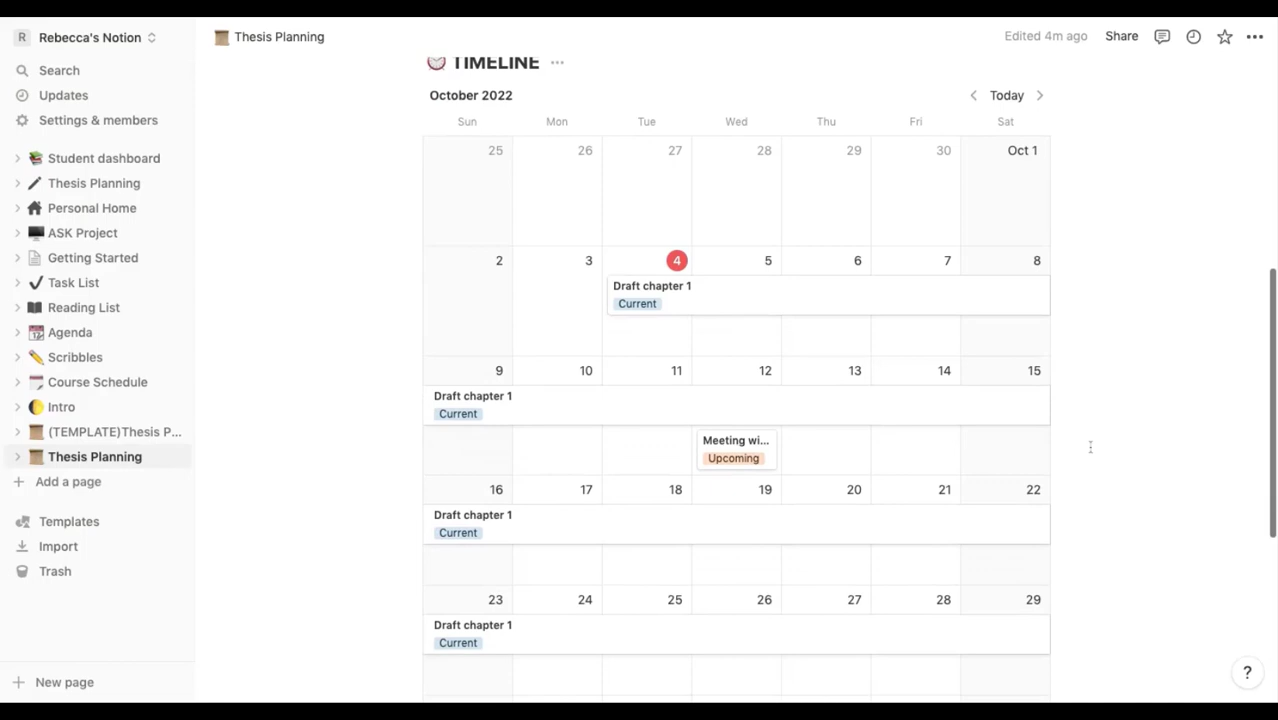 R Rebecca's Notion
Search
Updates
Settings & members
Student dashboard
Thesis Planning
Personal Home
ASK Project
Getting Started
Task List
Reading List
Agenda
Scribbles
Course Schedule
Intro
(TEMPLATE)Thesis P...
Thesis Planning
Add a page
Templates
Import
Trash
New page
Thesis Planning
Edited 4m ago Share
TIMELINE
October 2022
Today
Sun Mon Tue Wed Thu Fri Sat
25 26 27 28 29 30 Oct 1
2 3 4 5 6 7 8
Draft chapter 1
Current
9 10 11 12 13 14 15
Draft chapter 1
Current
Meeting wi...
Upcoming
16 17 18 19 20 21 22
Draft chapter 1
Current
23 24 25 26 27 28 29
Draft chapter 1
Current
?